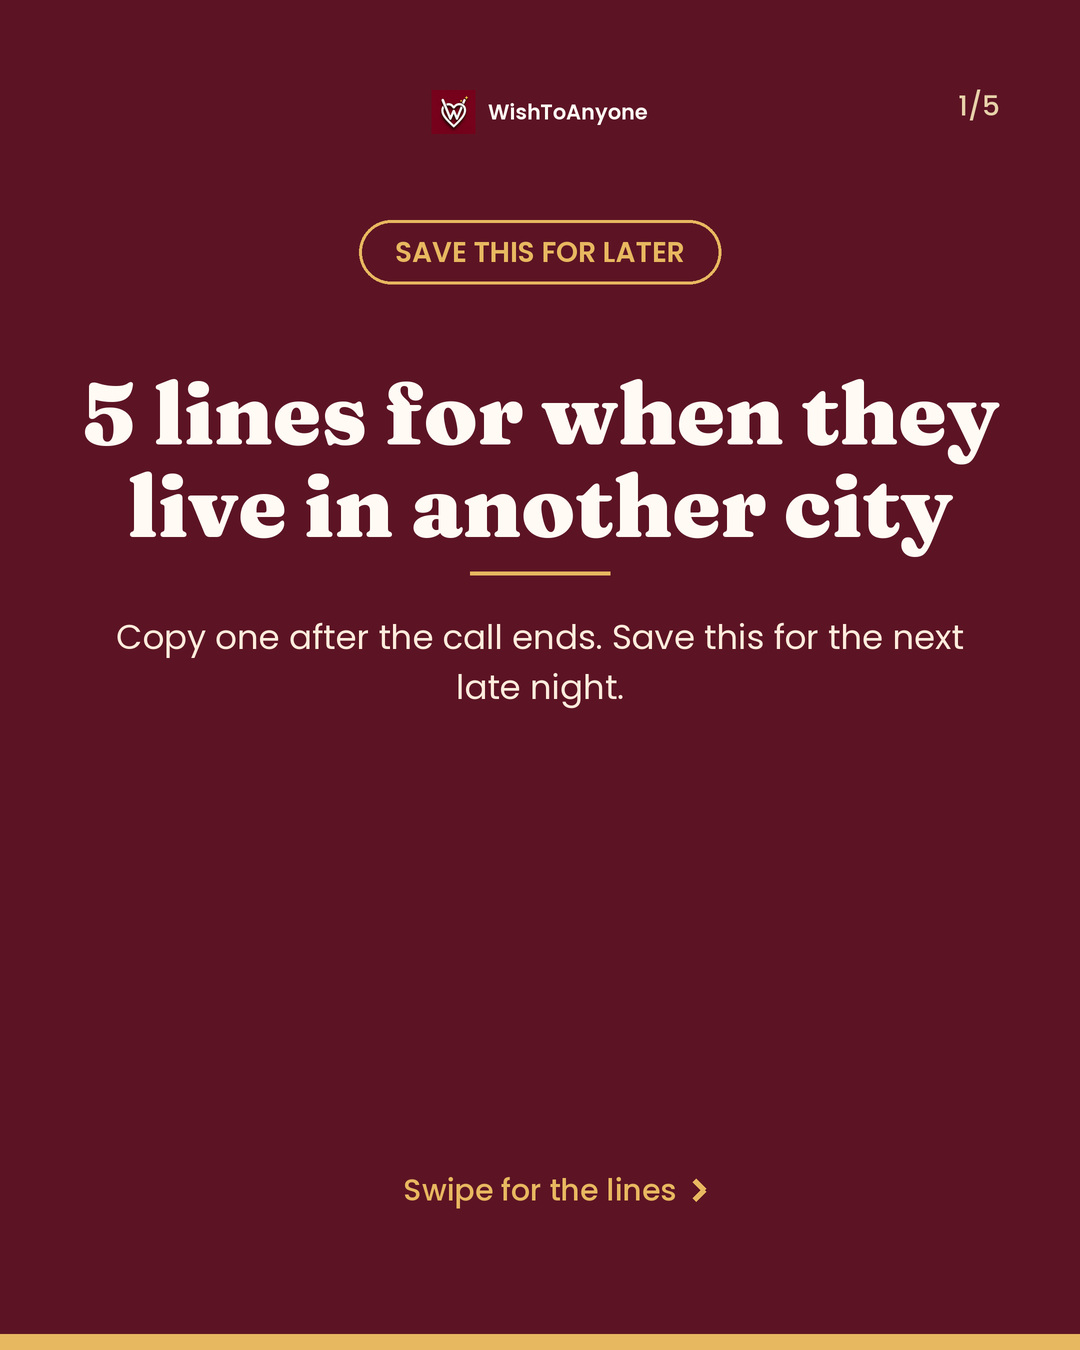 WishToAnyone
1/5
SAVE THIS FOR LATER
5 lines for when they
live in another city
Copy one after the call ends. Save this for the next
late night.
Swipe for the lines